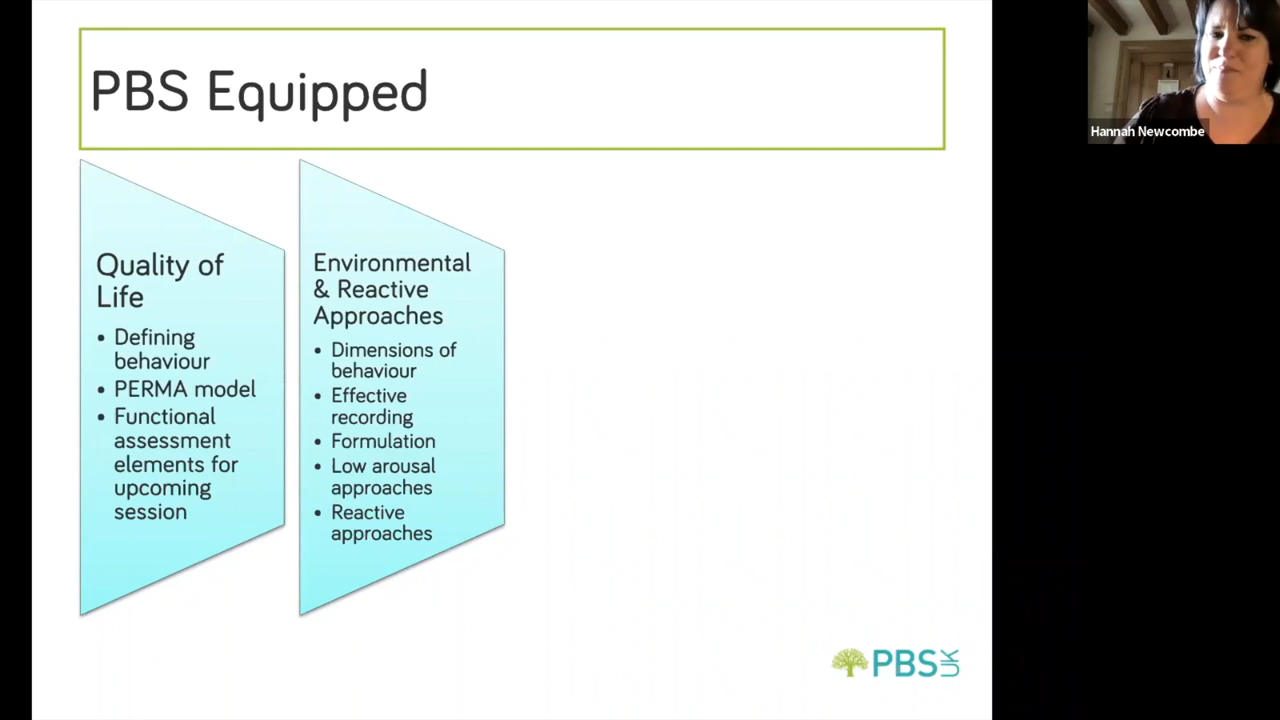 PBS Equipped
Hannah Newcombe
Quality of
Life
• Defining
behaviour
• PERMA model
• Functional
assessment
elements for
upcoming
session
Environmental
& Reactive
Approaches
• Dimensions of
behaviour
• Effective
recording
• Formulation
• Low arousal
approaches
• Reactive
approaches
PBS UK